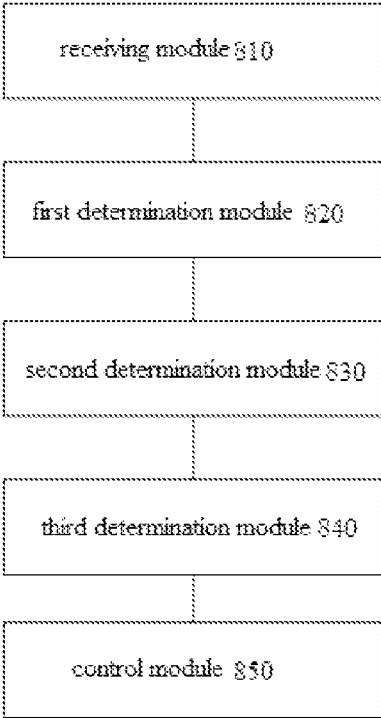 receiving module 810
first determination module 820
second determination module 830
third determination module 840
control module 850